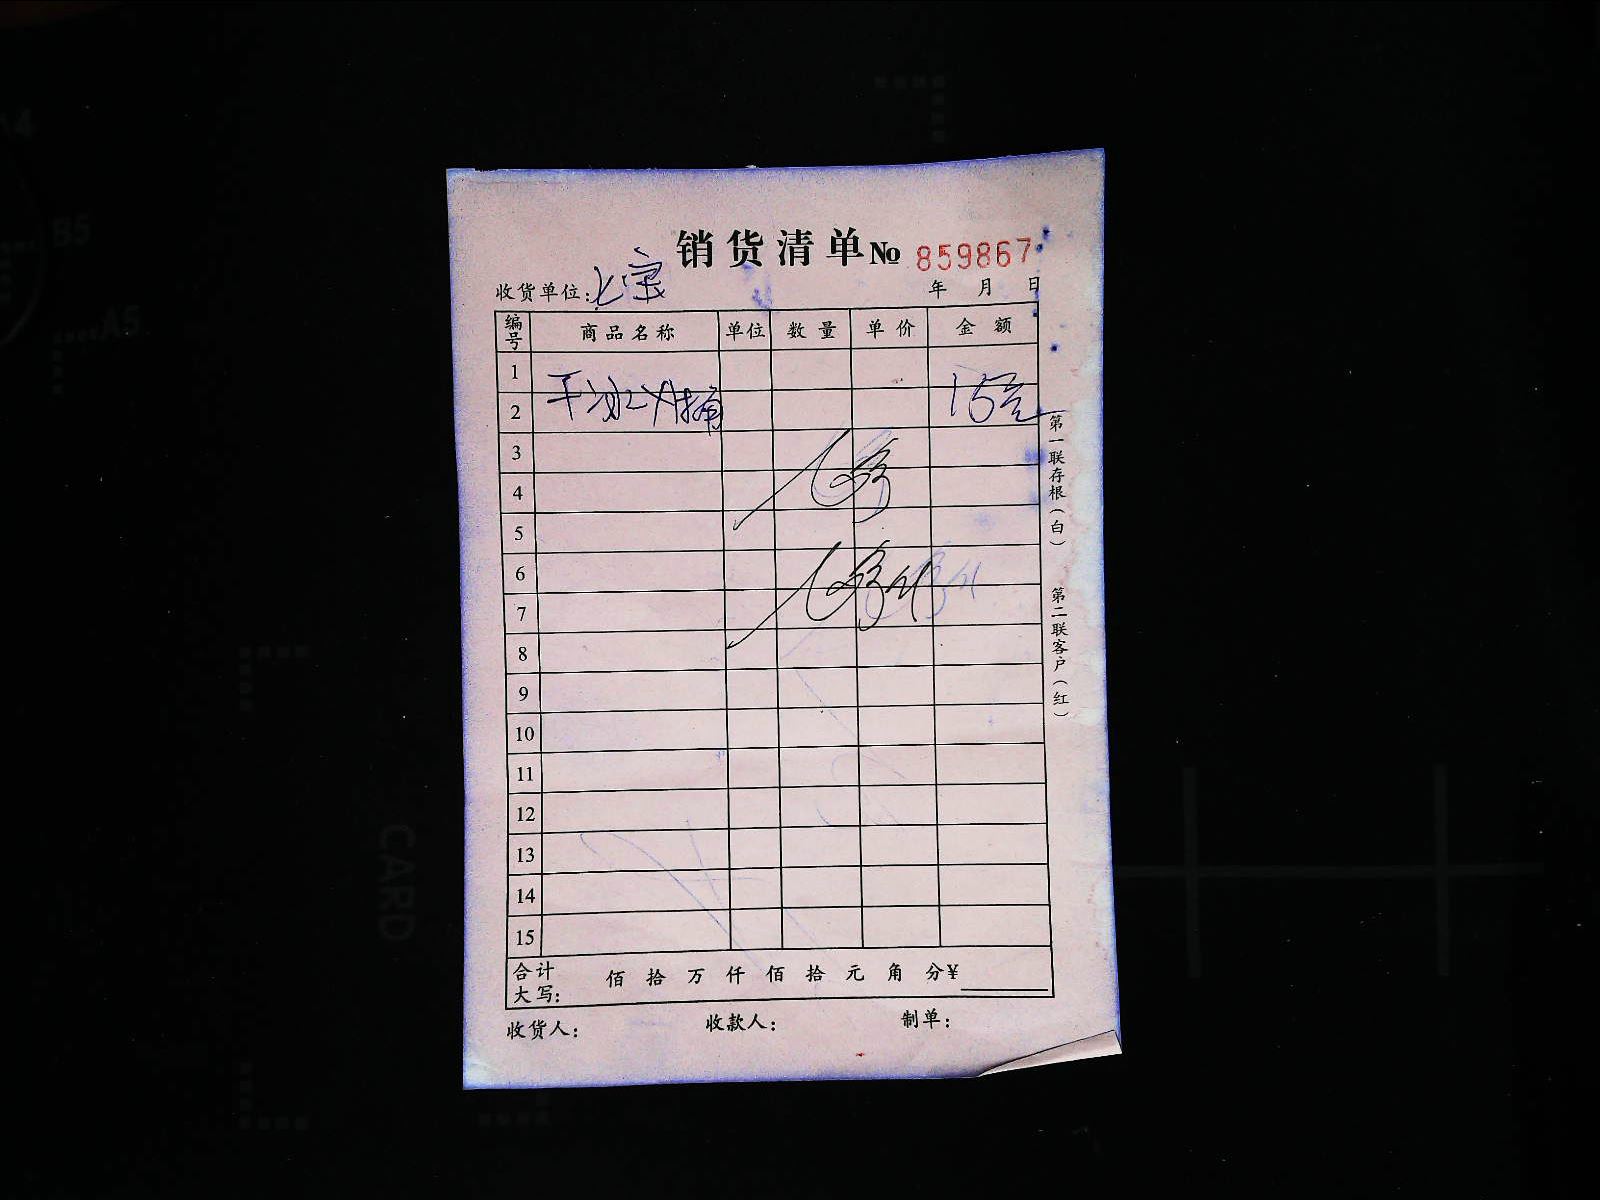 销货清单№ 859867
收货单位:
年 月 日
编号 商品名称 单位 数量 单价 金额
1
2
3
4
5
6
7
8
9
10
11
12
13
14
15
合计大写: 佰 拾 万 仟 佰 拾 元 角 分¥
收货人: 收款人: 制单:
第一联存根(白) 第二联客户(红)
A4
B5
A5
CARD